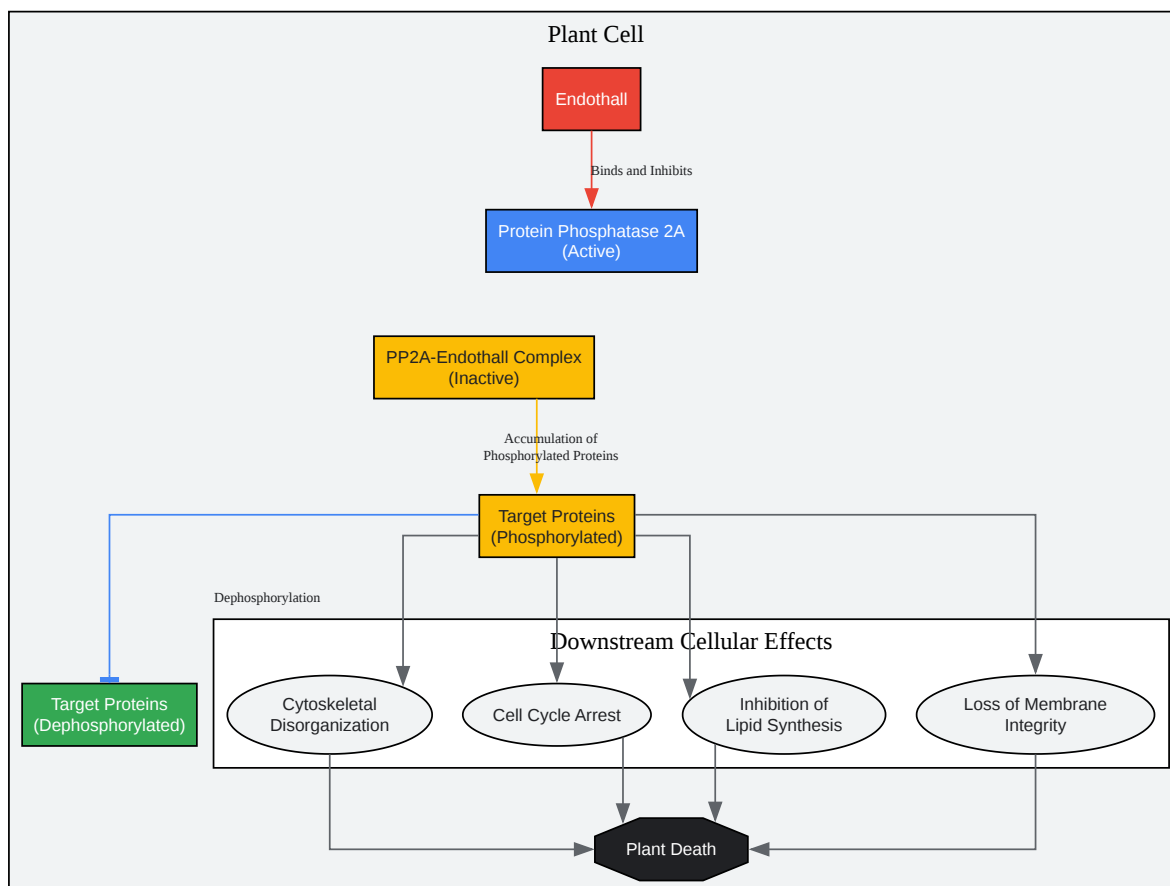 Plant Cell
Endothall
Binds and Inhibits
Protein Phosphatase 2A
(Active)
PP2A-Endothall Complex
(Inactive)
Accumulation of
Phosphorylated Proteins
Target Proteins
(Phosphorylated)
Dephosphorylation
Downstream Cellular Effects
Target Proteins
(Dephosphorylated)
Cytoskeletal
Disorganization
Cell Cycle Arrest
Inhibition of
Lipid Synthesis
Loss of Membrane
Integrity
Plant Death